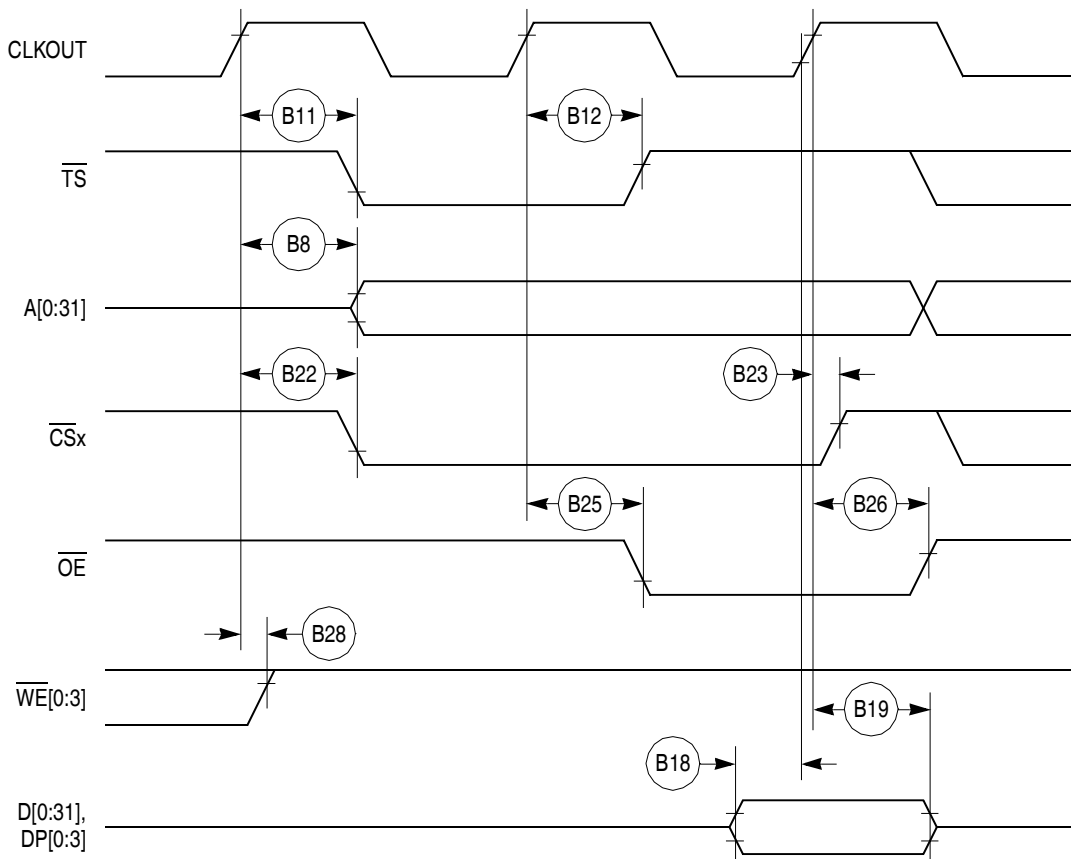 CLKOUT
B11
B12
TS
B8
A[0:31]
B22
B23
CSx
B25
B26
OE
B28
WE[0:3]
B19
B18
D[0:31],
DP[0:3]